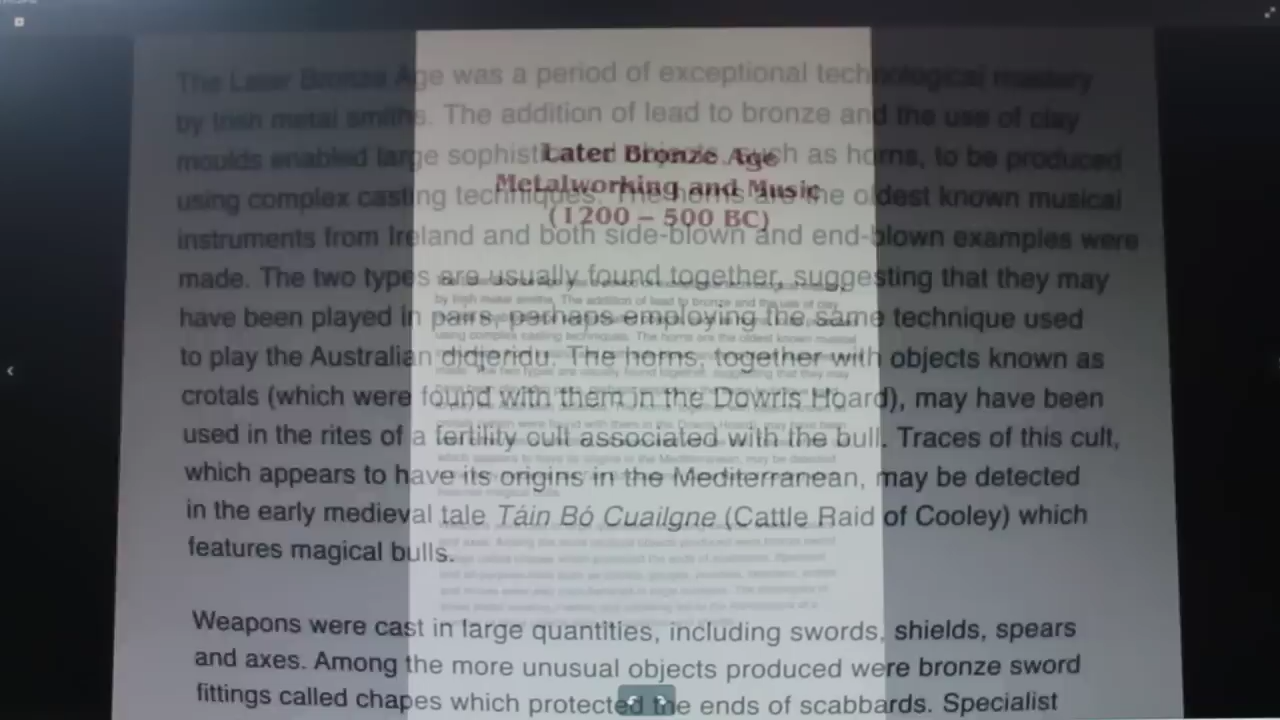 The Later Bronze Age was a period of exceptional technological mastery
by Irish metal smiths. The addition of lead to bronze and the use of clay
moulds enabled large sophisticated objects, such as horns, to be produced
using complex casting techniques. The horns are the oldest known musical
instruments from Ireland and both side-blown and end-blown examples were
made. The two types are usually found together, suggesting that they may
have been played in pairs, perhaps employing the same technique used
to play the Australian didjeridu. The horns, together with objects known as
crotals (which were found with them in the Dowris Hoard), may have been
used in the rites of a fertility cult associated with the bull. Traces of this cult,
which appears to have its origins in the Mediterranean, may be detected
in the early medieval tale Táin Bó Cuailgne (Cattle Raid of Cooley) which
features magical bulls.
Weapons were cast in large quantities, including swords, shields, spears
and axes. Among the more unusual objects produced were bronze sword
fittings called chapes which protected the ends of scabbards. Specialist
Later Bronze Age
Metalworking and Music
(1200 – 500 BC)